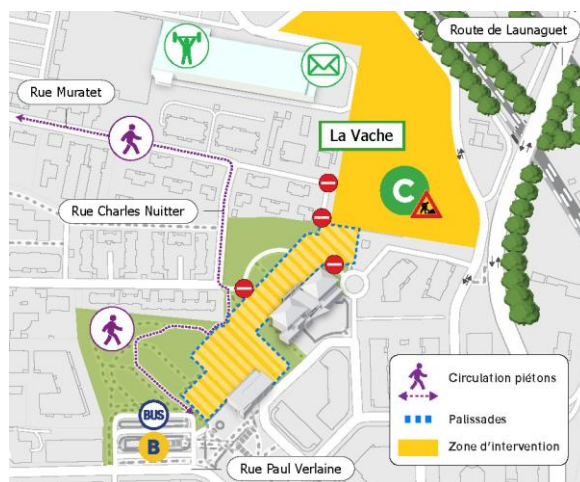 Route de Launaguet
Rue Muratet
La Vache
C
Rue Charles Nuitter
BUS
B
Rue Paul Verlaine
Circulation piétons
Palissades
Zone d'intervention